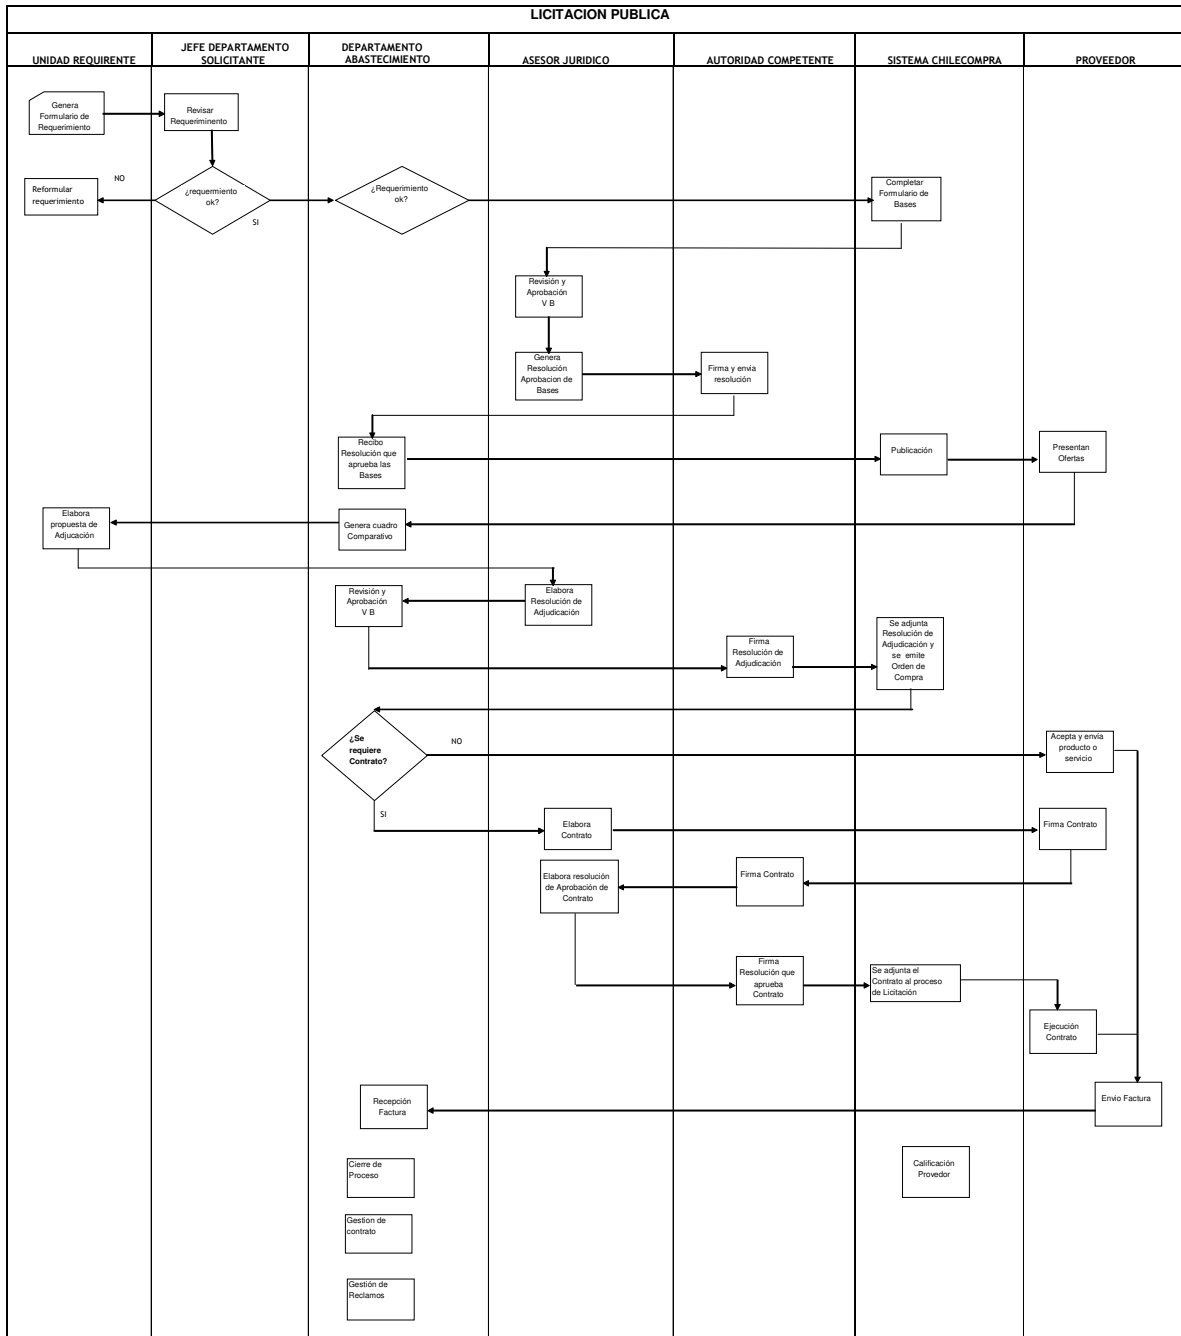 LICITACION PUBLICA
UNIDAD REQUIRENTE
JEFE DEPARTAMENTO
SOLICITANTE
DEPARTAMENTO
ABASTECIMIENTO
ASESOR JURIDICO
AUTORIDAD COMPETENTE
SISTEMA CHILECOMPRA
PROVEEDOR
Genera
Formulario de
Requerimiento
Revisar
Requeriminento
Reformular
requerimiento
NO
¿requermiento
ok?
SI
¿Requerimiento
ok?
Completar
Formulario de
Bases
Revisión y
Aprobación
V B
Genera
Resolución
Aprobacion de
Bases
Firma y envía
resolución
Recibo
Resolución que
aprueba las
Bases
Publicación
Presentan
Ofertas
Elabora
propuesta de
Adjucación
Genera cuadro
Comparativo
Revisión y
Aprobación
V B
Elabora
Resolución de
Adjudicación
Firma
Resolución de
Adjudicación
Se adjunta
Resolución de
Adjudicación y
se emite
Orden de
Compra
¿Se
requiere
Contrato?
NO
Acepta y envía
producto o
servicio
SI
Elabora
Contrato
Firma Contrato
Elabora resolución
de Aprobación de
Contrato
Firma Contrato
Firma
Resolución que
aprueba
Contrato
Se adjunta el
Contrato al proceso
de Licitación
Ejecución
Contrato
Recepción
Factura
Envio Factura
Cierre de
Proceso
Calificación
Provedor
Gestion de
contrato
Gestión de
Reclamos